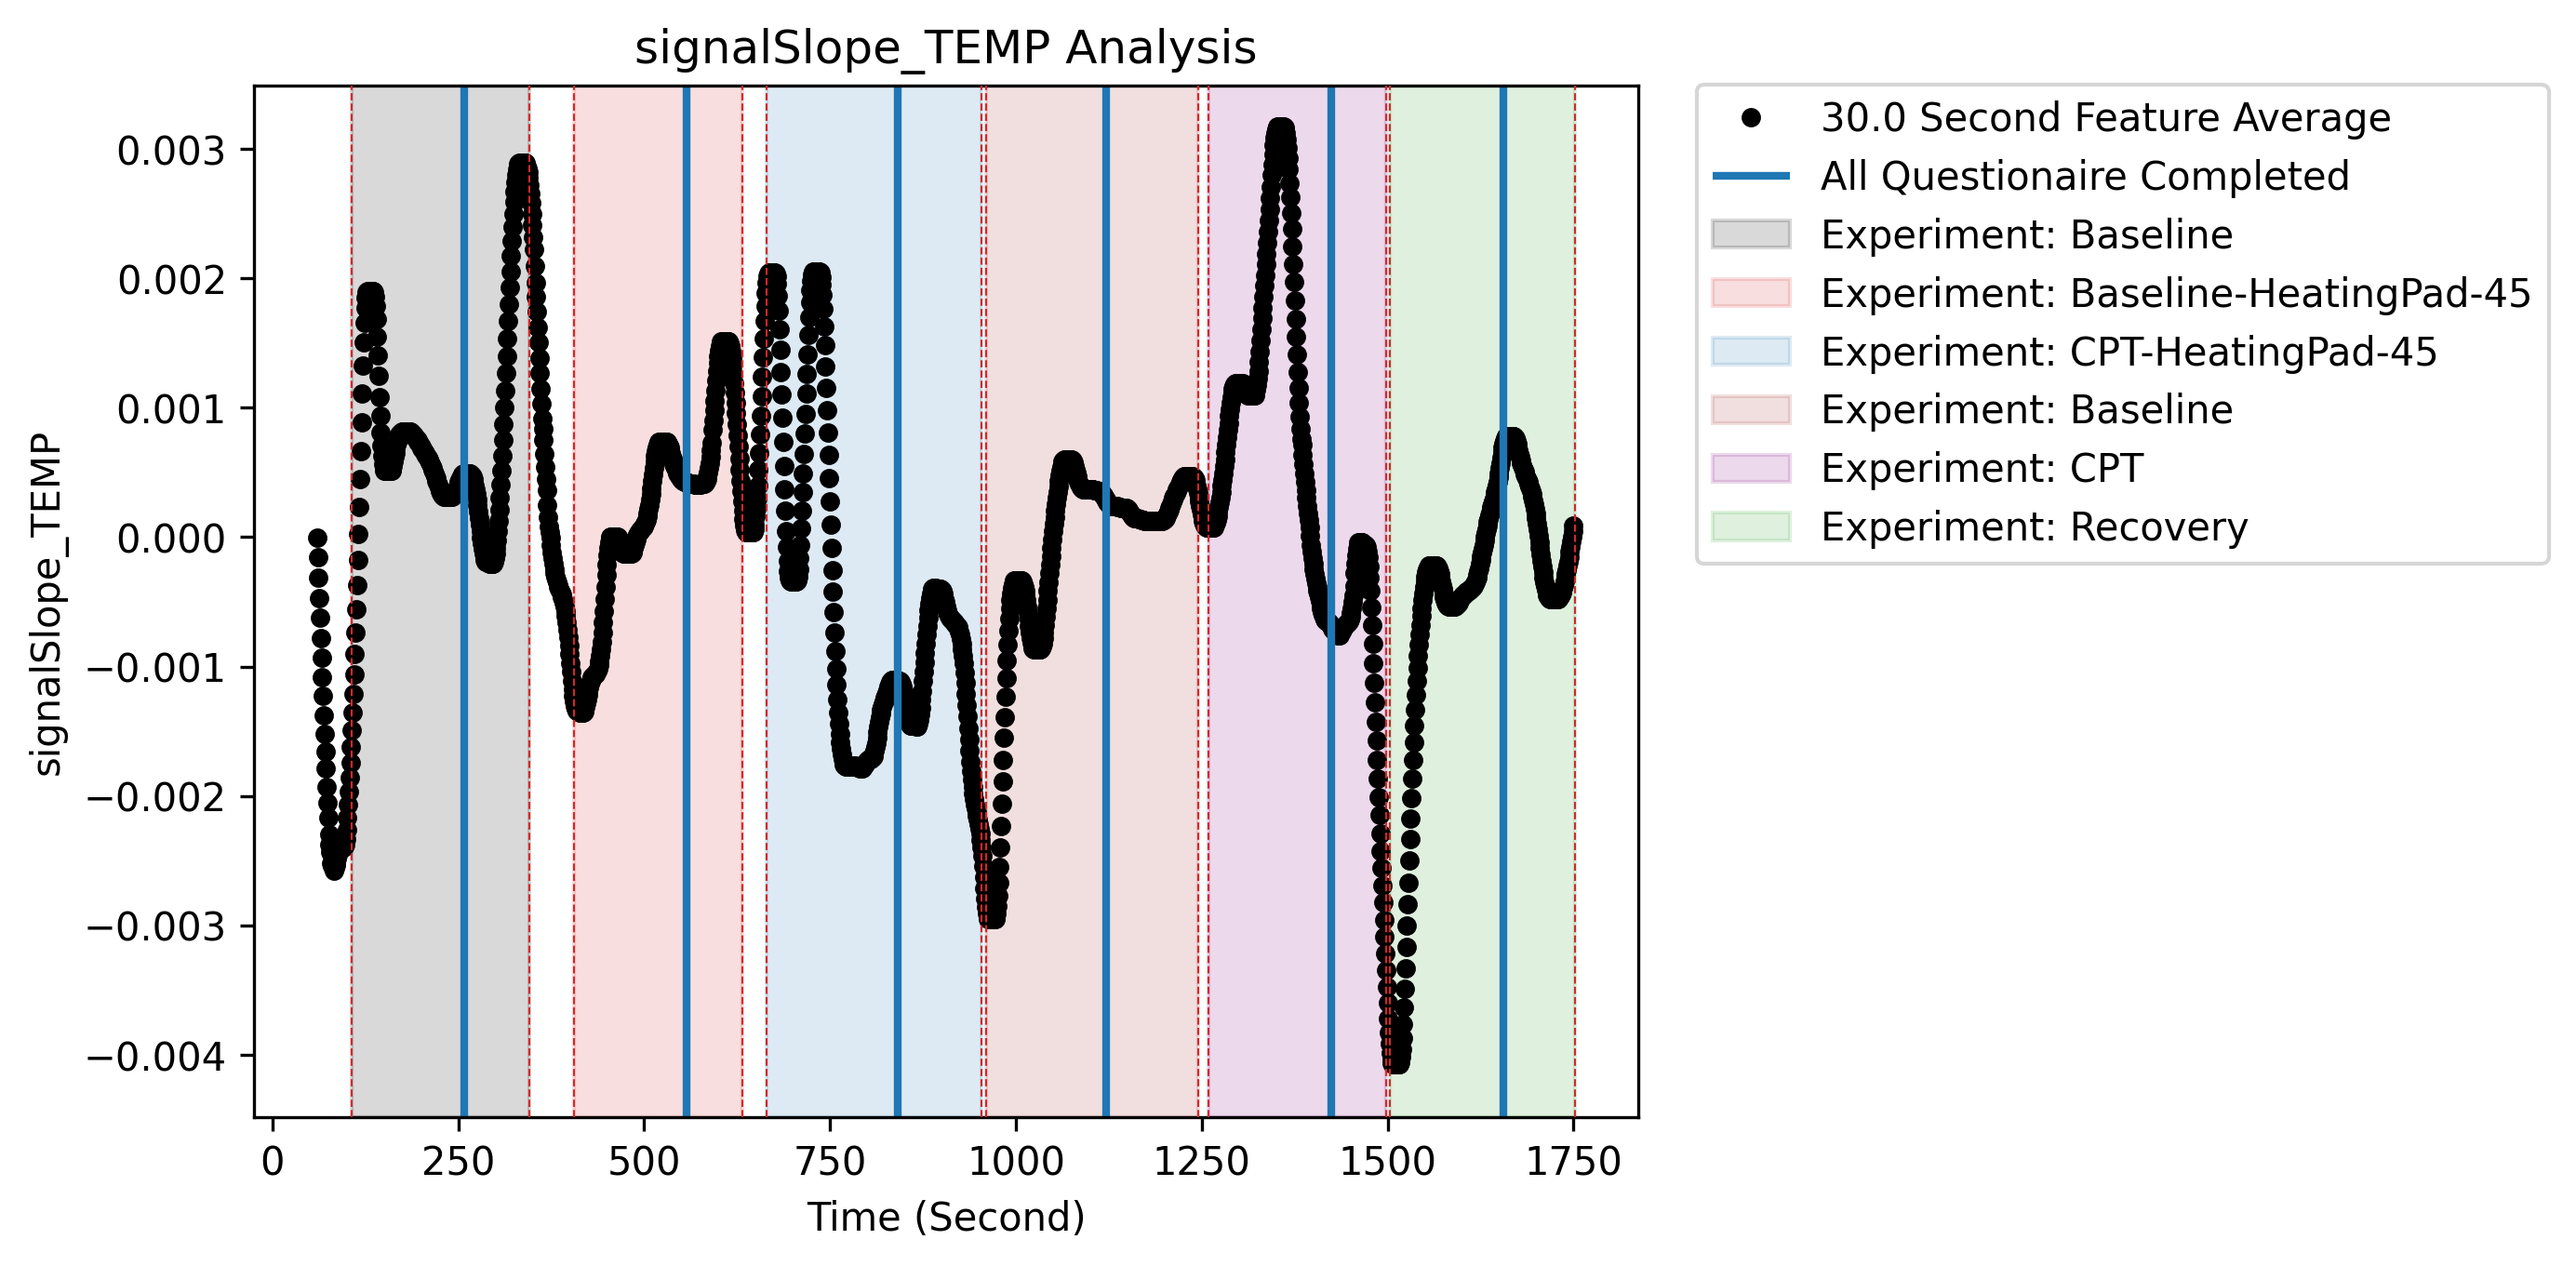 signalSlope_TEMP Analysis
signalSlope_TEMP
0.003
0.002
0.001
0.000
−0.001
−0.002
−0.003
−0.004
0 250 500 750 1000 1250 1500 1750
Time (Second)
30.0 Second Feature Average
All Questionaire Completed
Experiment: Baseline
Experiment: Baseline-HeatingPad-45
Experiment: CPT-HeatingPad-45
Experiment: Baseline
Experiment: CPT
Experiment: Recovery